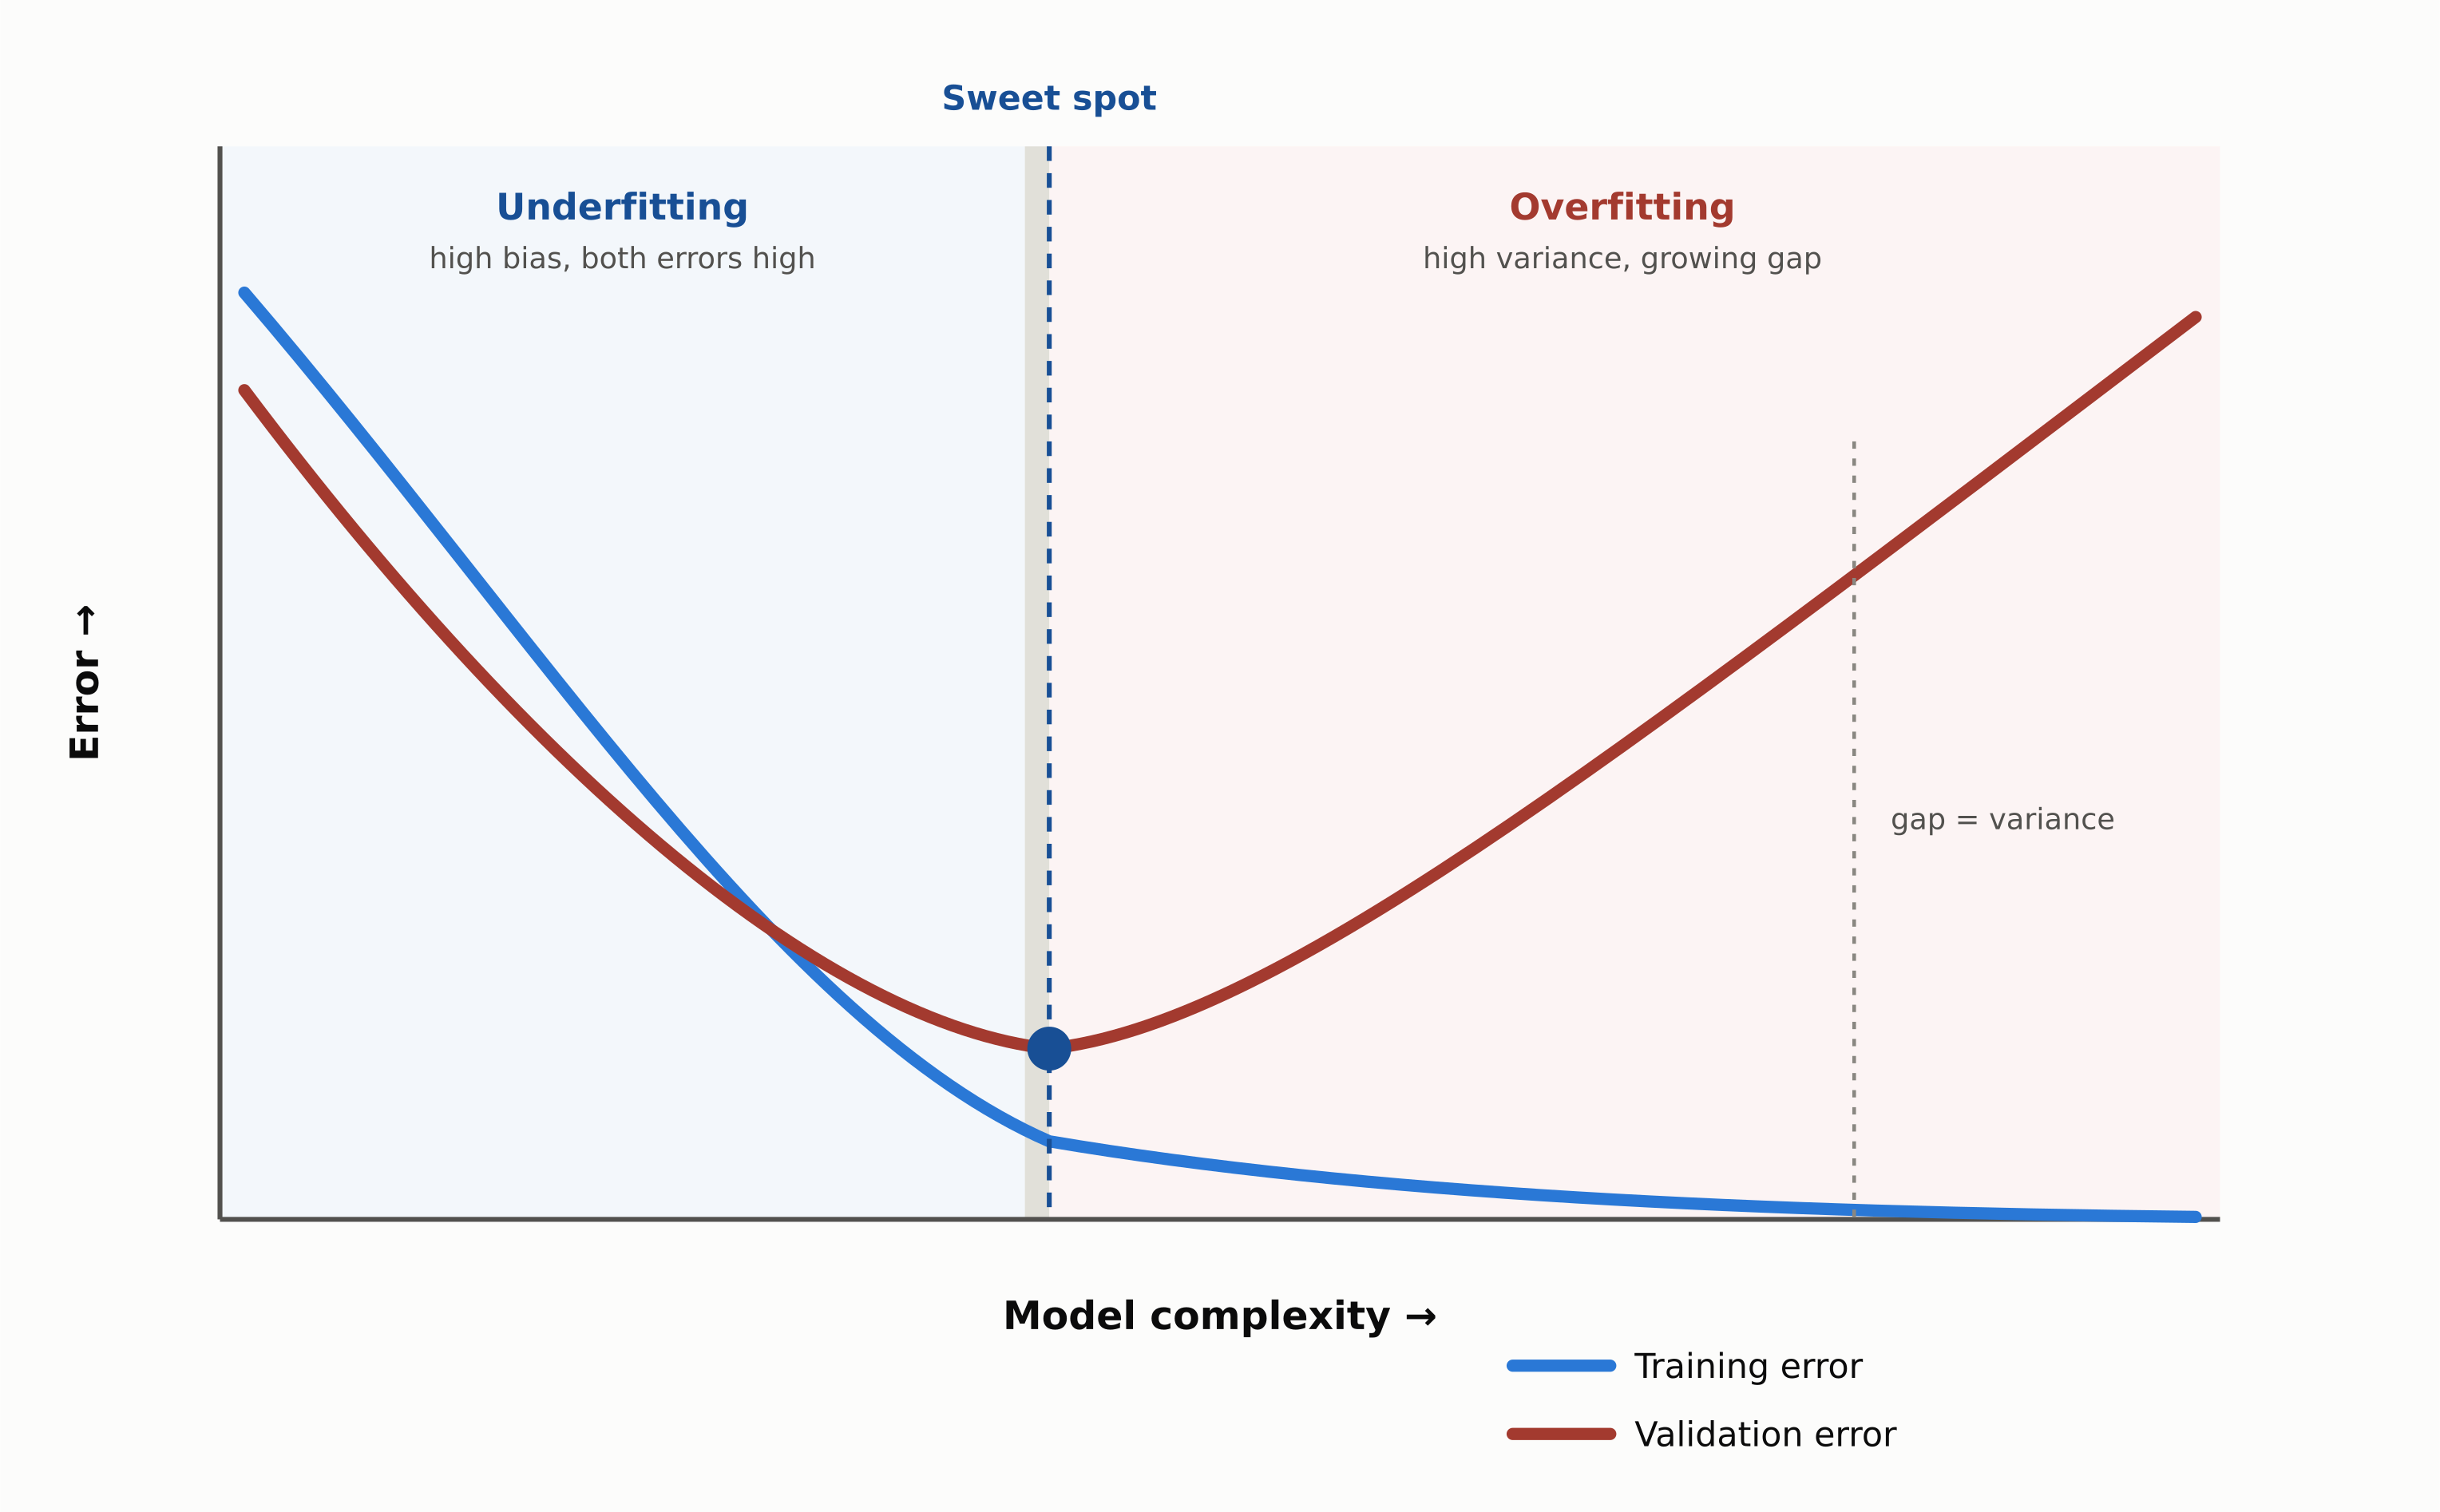 Sweet spot
Underfitting
high bias, both errors high
Overfitting
high variance, growing gap
Error →
gap = variance
Model complexity →
Training error
Validation error